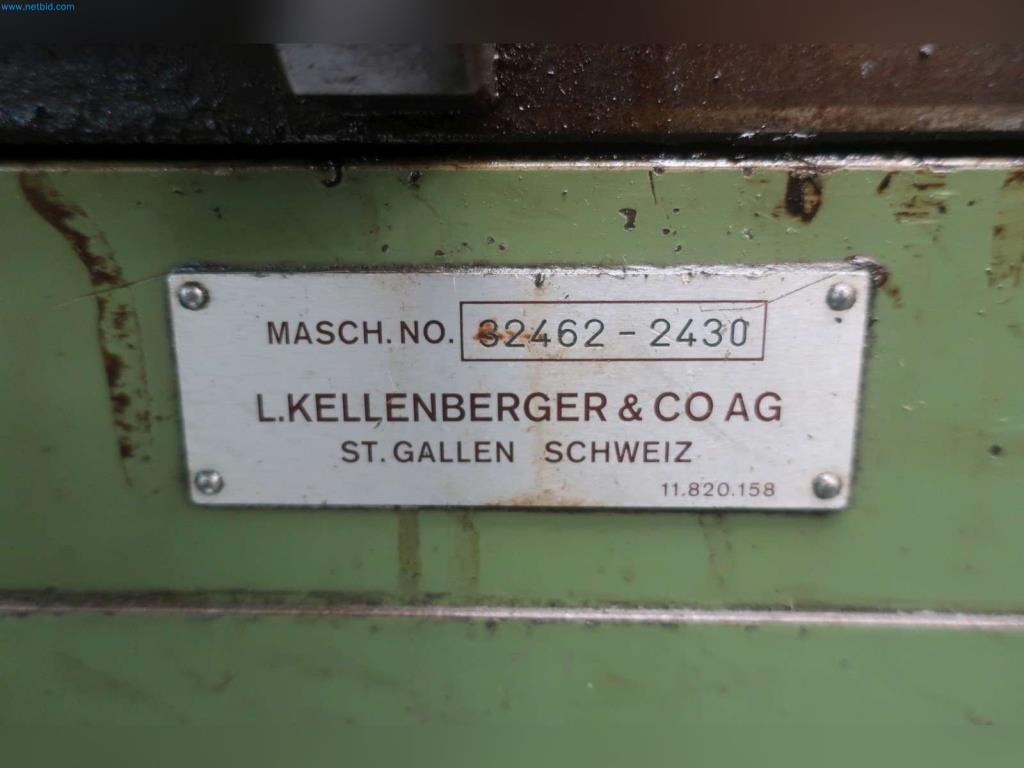 www.netbid.com
MASCH. NO. 32462-2430
L.KELLENBERGER & CO AG
ST. GALLEN SCHWEIZ
11.820.158